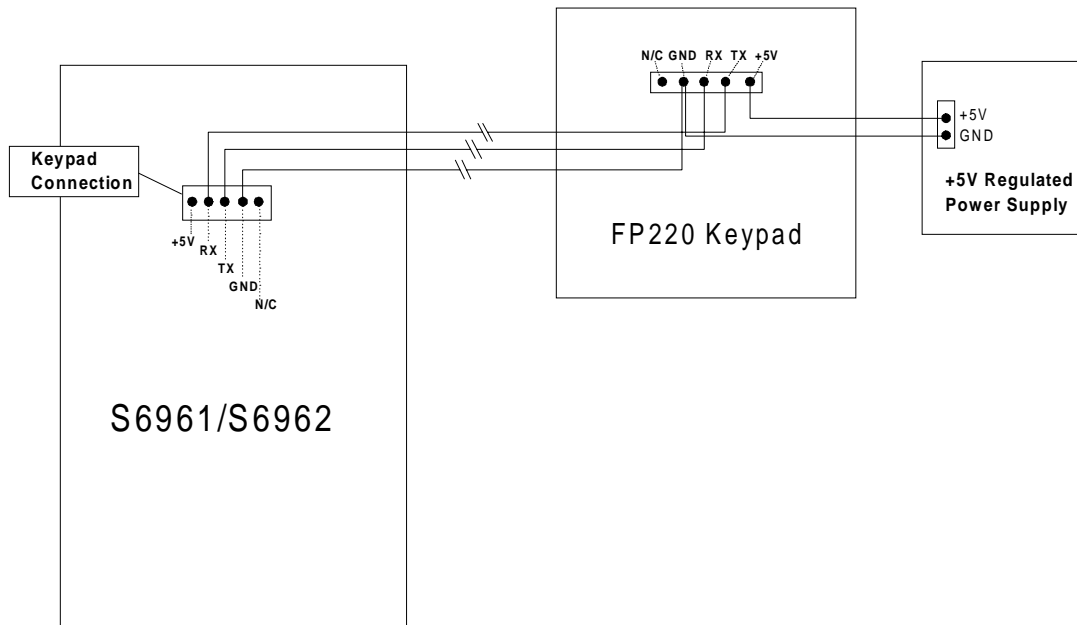 N/C GND RX TX +5V
+5V
GND
+5V Regulated
Power Supply
FP220 Keypad
Keypad
Connection
+5V
RX
TX
GND
N/C
S6961/S6962